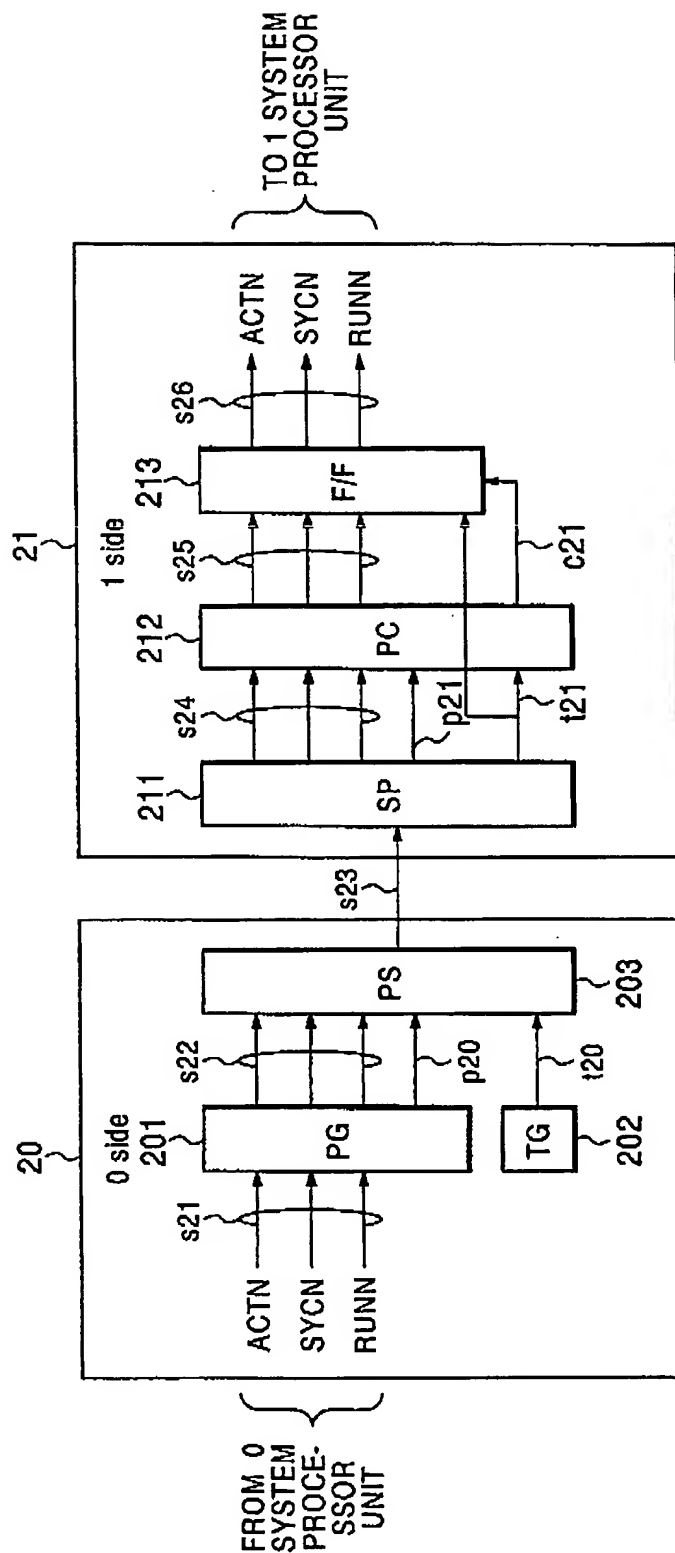 FROM 0
SYSTEM
PROCE-
SSOR
UNIT
ACTN
SYCN
RUNN
s21
20
0 side
201
PG
TG
202
s22
p20
t20
PS
203
s23
21
1 side
211
SP
s24
p21
t21
212
PC
s25
c21
213
F/F
s26
ACTN
SYCN
RUNN
TO 1 SYSTEM
PROCESSOR
UNIT